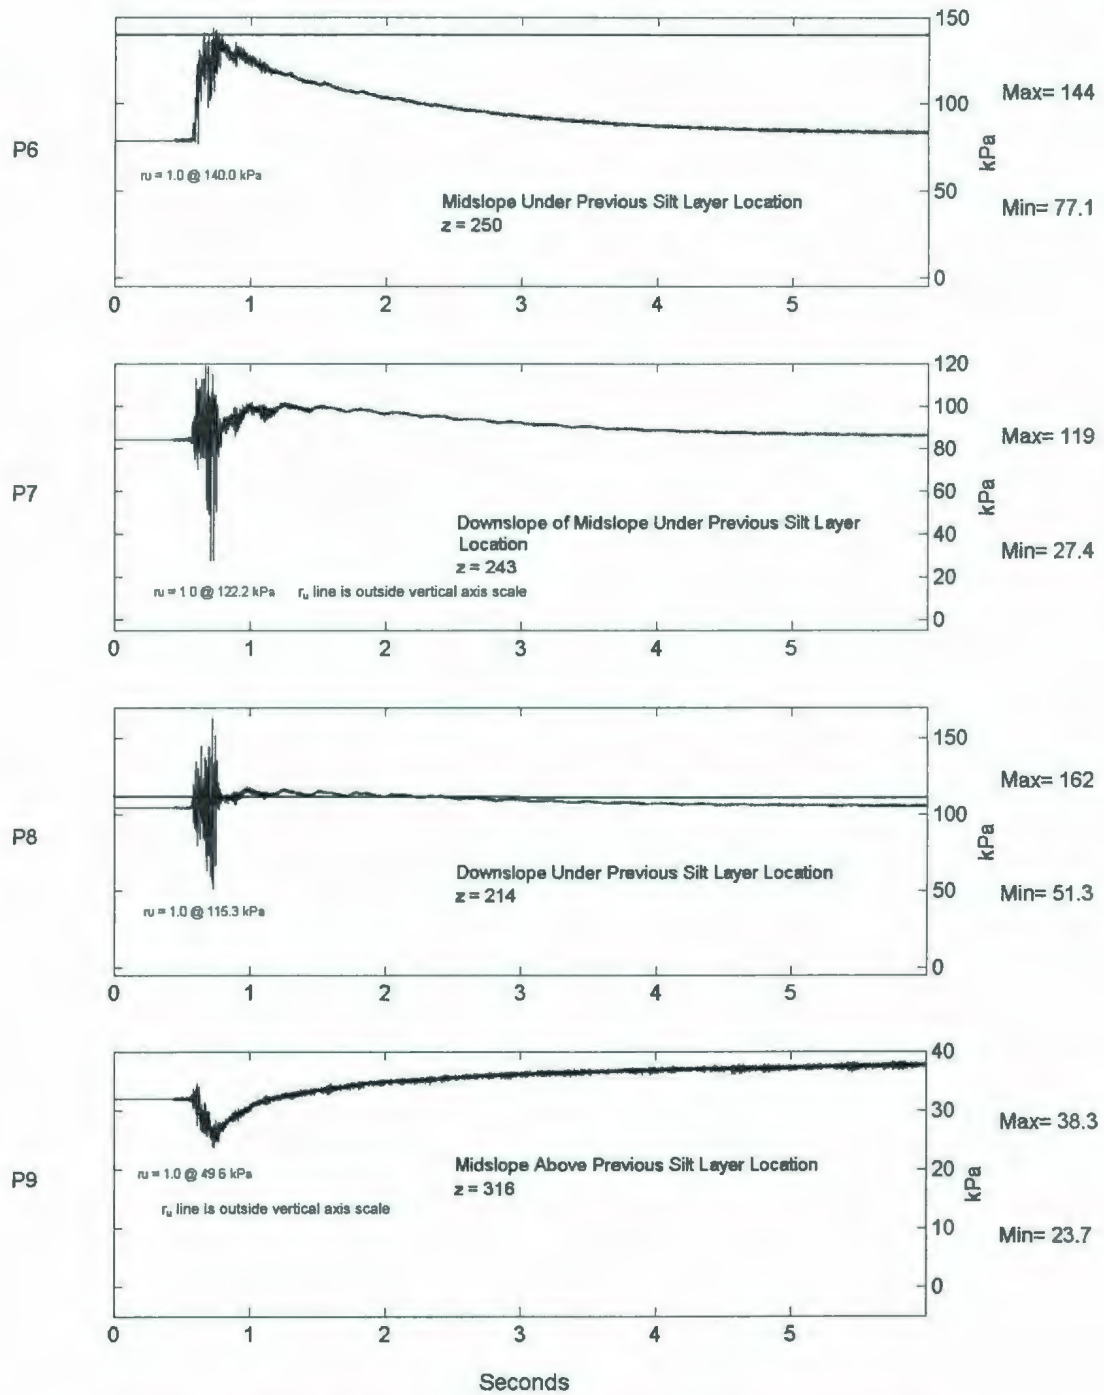 P6
150
100
50
0
kPa
Max= 144
Min= 77.1
ru = 1.0 @ 140.0 kPa
Midslope Under Previous Silt Layer Location
z = 250
0 1 2 3 4 5
P7
120
100
80
60
40
20
0
kPa
Max= 119
Min= 27.4
Downslope of Midslope Under Previous Silt Layer
Location
z = 243
ru = 1.0 @ 122.2 kPa rᵤ line is outside vertical axis scale
0 1 2 3 4 5
P8
150
100
50
0
kPa
Max= 162
Min= 51.3
Downslope Under Previous Silt Layer Location
z = 214
ru = 1.0 @ 115.3 kPa
0 1 2 3 4 5
P9
40
30
20
10
0
kPa
Max= 38.3
Min= 23.7
ru = 1.0 @ 49.6 kPa
Midslope Above Previous Silt Layer Location
z = 316
rᵤ line is outside vertical axis scale
0 1 2 3 4 5
Seconds